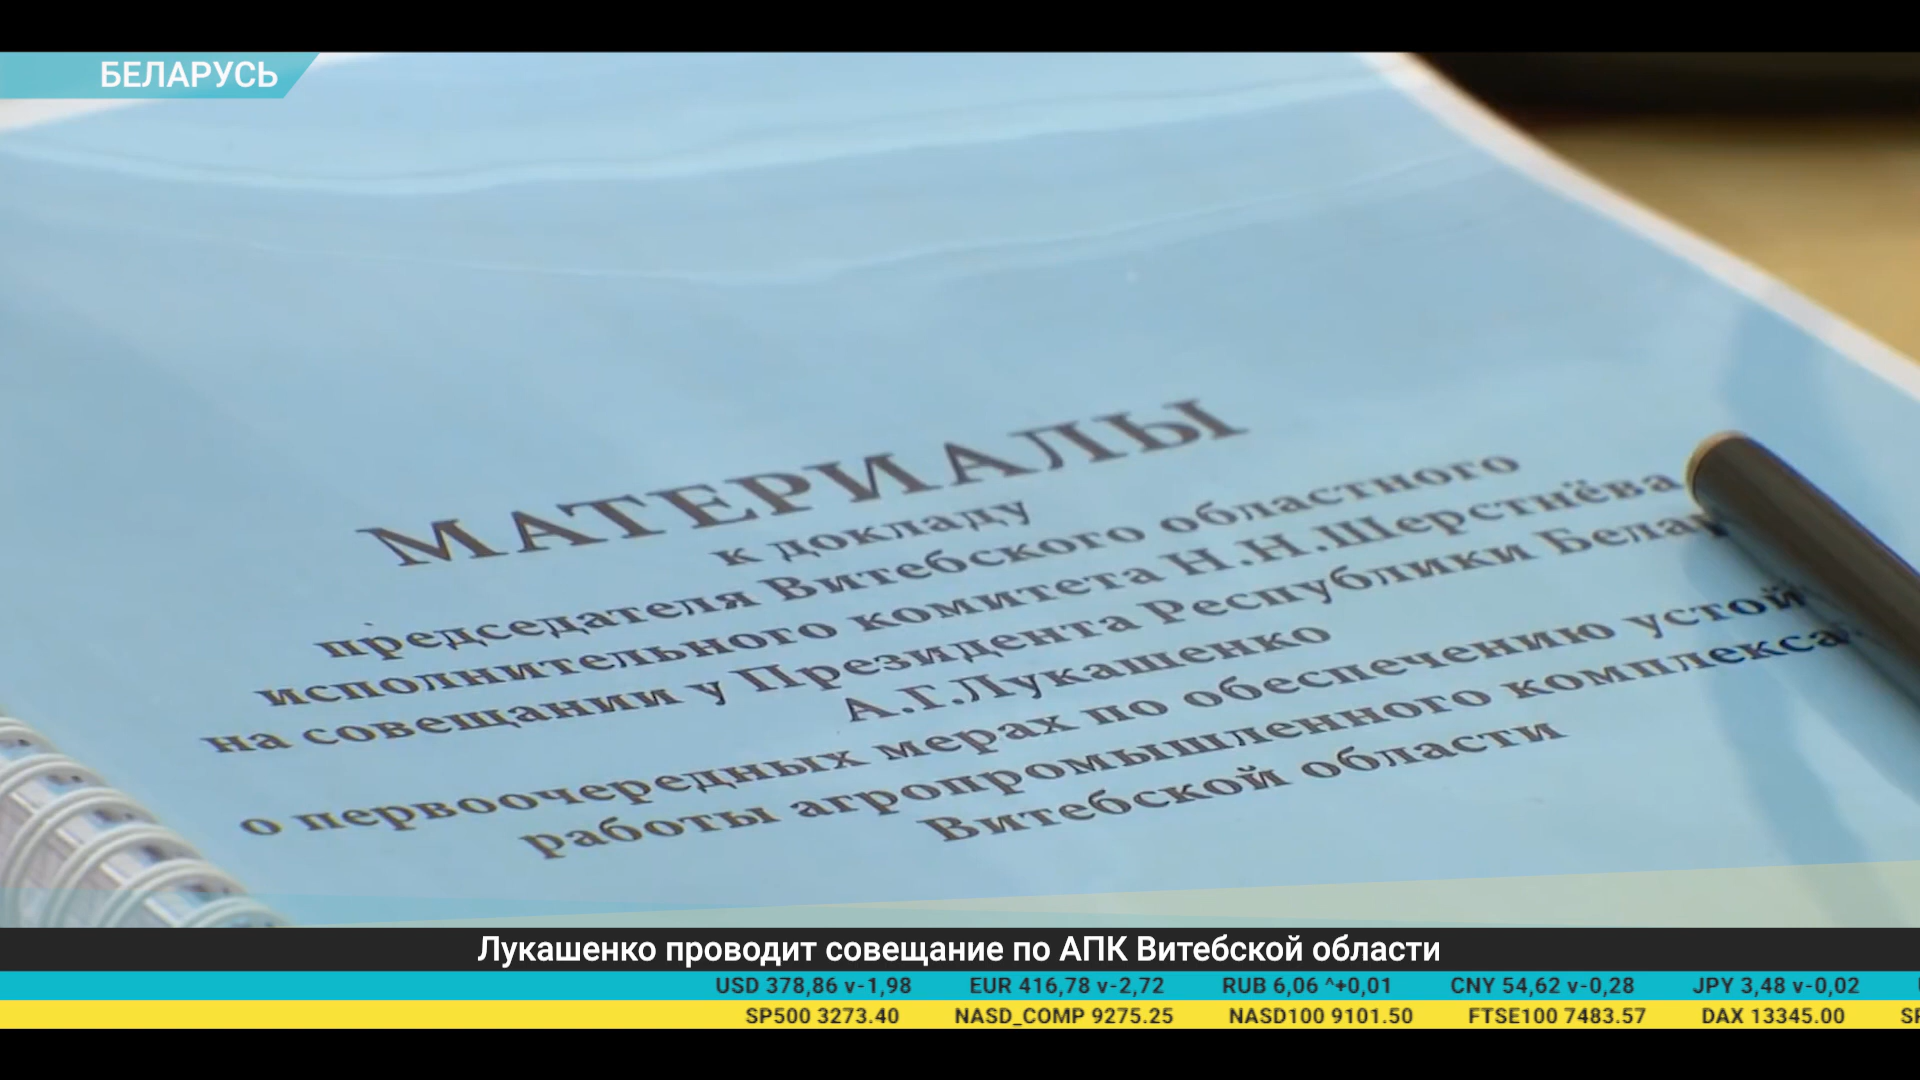 БЕЛАРУСЬ
МАТЕРИАЛЫ
к докладу
председателя Витебского областного
исполнительного комитета Н.Н.Шерстнёва
на совещании у Президента Республики
А.Г.Лукашенко
о первоочередных мерах по обеспечению
работы агропромышленного комплекса
Витебской области
Лукашенко проводит совещание по АПК Витебской области
USD 378,86 v-1,98 EUR 416,78 v-2,72 RUB 6,06 ^+0,01 CNY 54,62 v-0,28 JPY 3,48 v-0,02
SP500 3273.40 NASD_COMP 9275.25 NASD100 9101.50 FTSE100 7483.57 DAX 13345.00